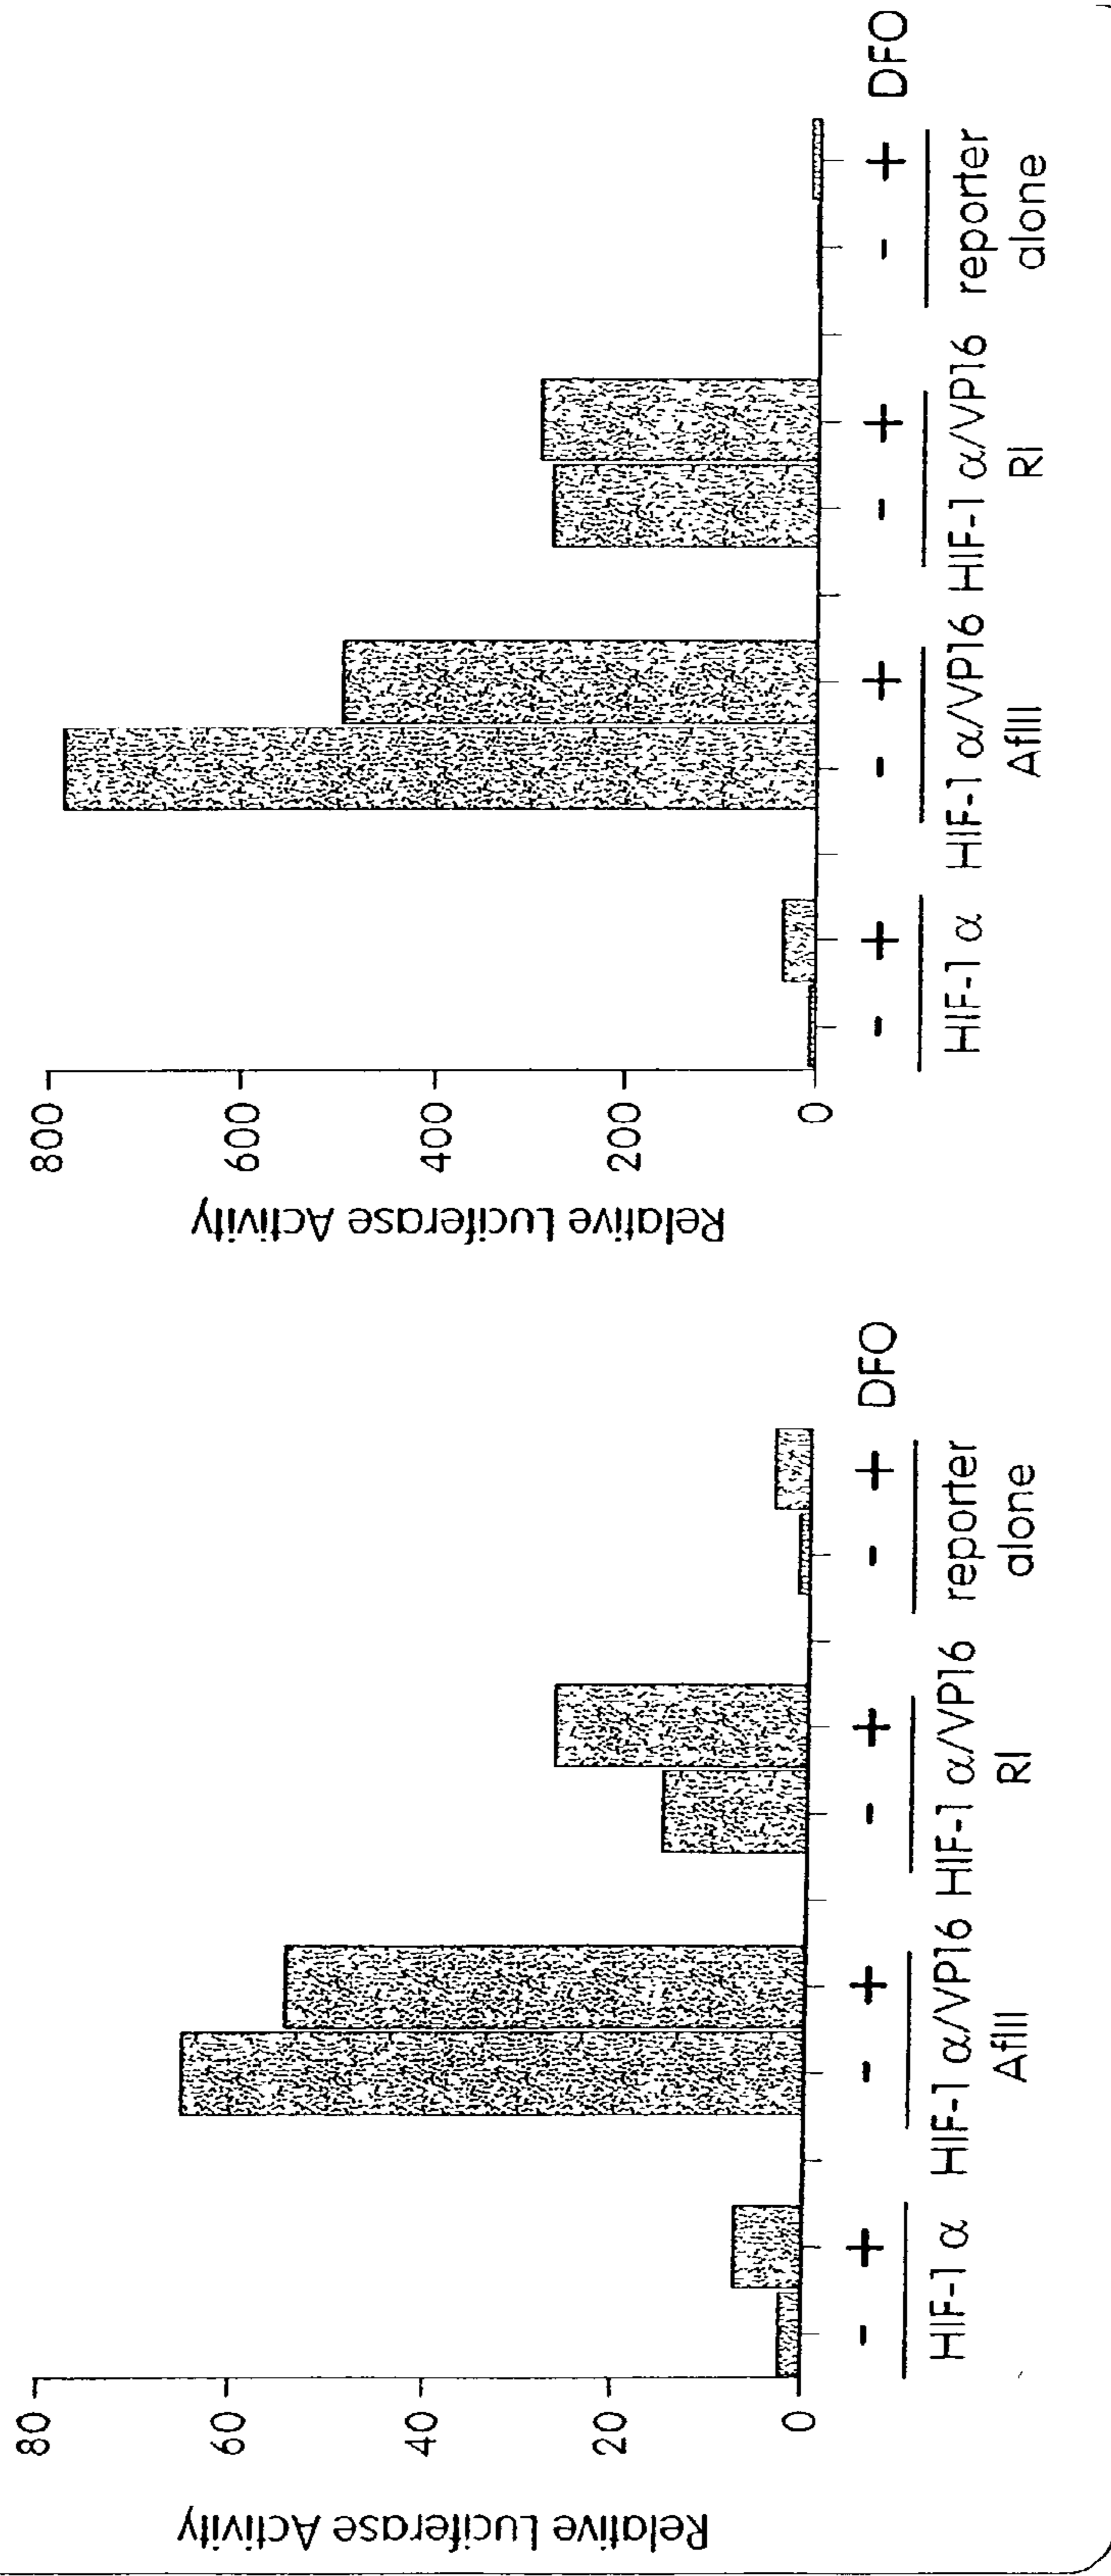 Relative Luciferase Activity
80
60
40
20
0
- + - + - + - + DFO
HIF-1 α HIF-1 α/VP16 HIF-1 α/VP16 reporter
AflII RI alone
Relative Luciferase Activity
800
600
400
200
0
- + - + - + - + DFO
HIF-1 α HIF-1 α/VP16 HIF-1 α/VP16 reporter
AflII RI alone